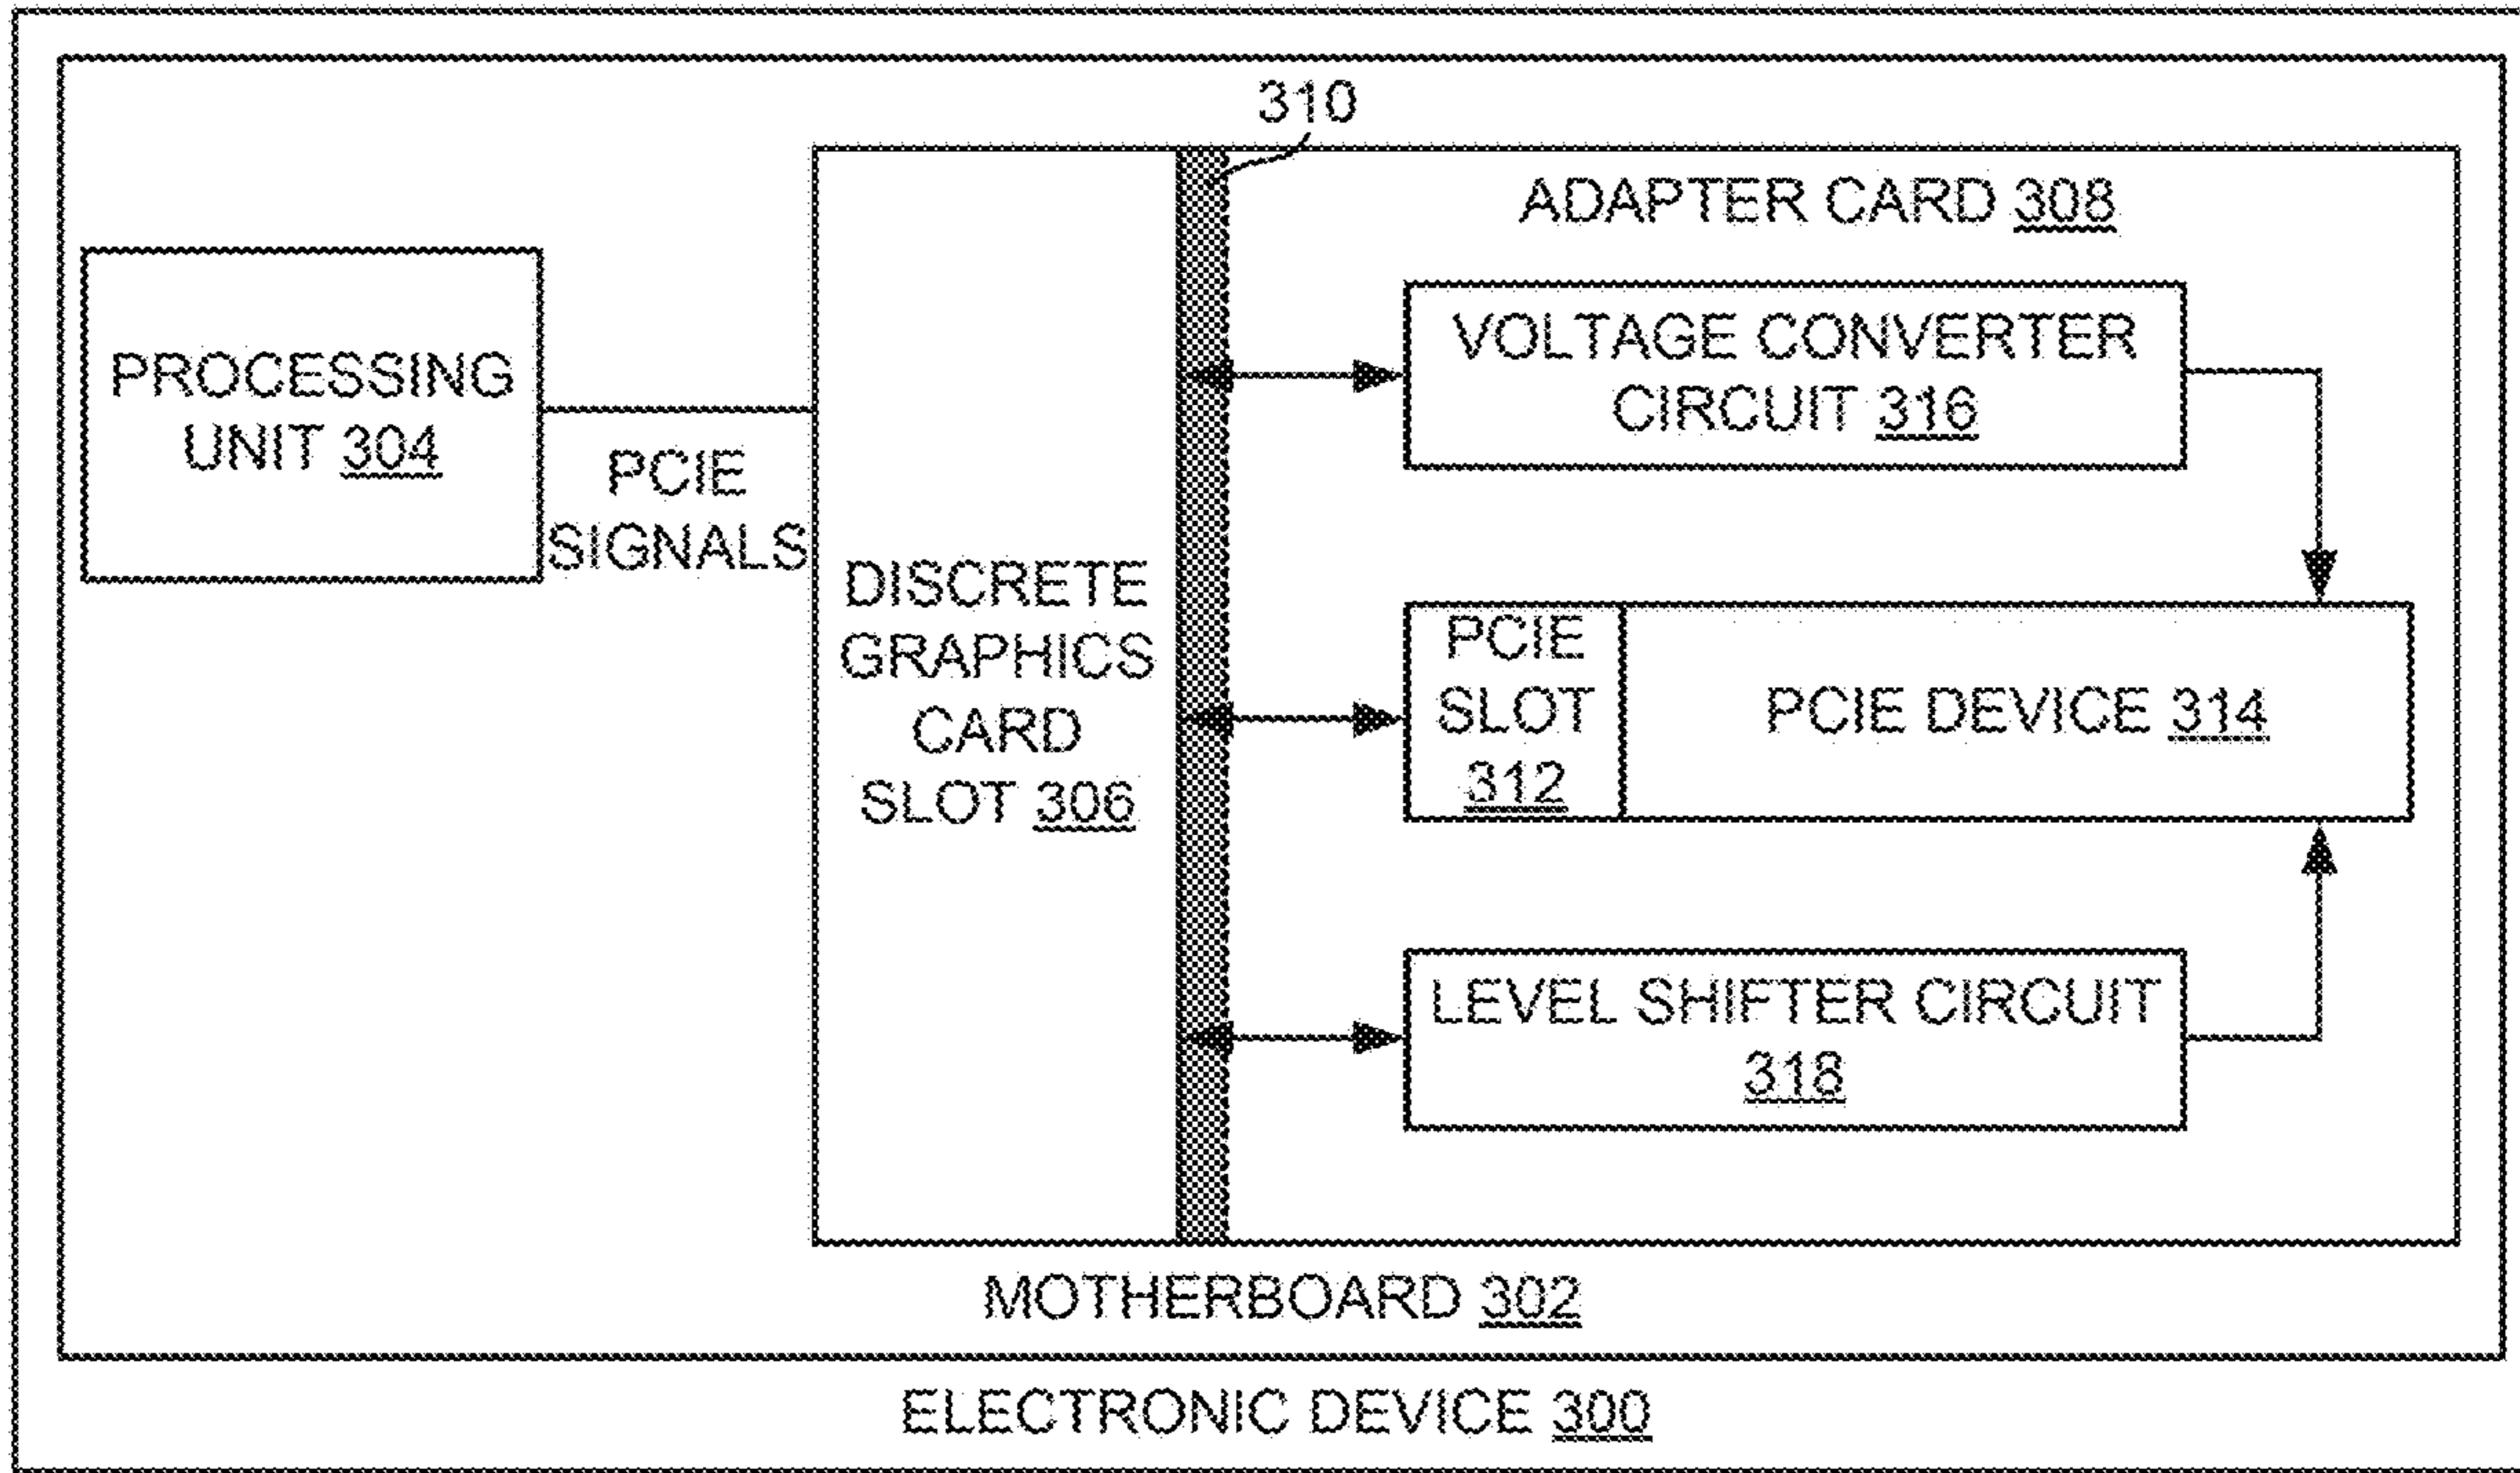 310
ADAPTER CARD 308
PROCESSING
UNIT 304
PCIE
SIGNALS
DISCRETE
GRAPHICS
CARD
SLOT 306
VOLTAGE CONVERTER
CIRCUIT 316
PCIE
SLOT
312
PCIE DEVICE 314
LEVEL SHIFTER CIRCUIT
318
MOTHERBOARD 302
ELECTRONIC DEVICE 300